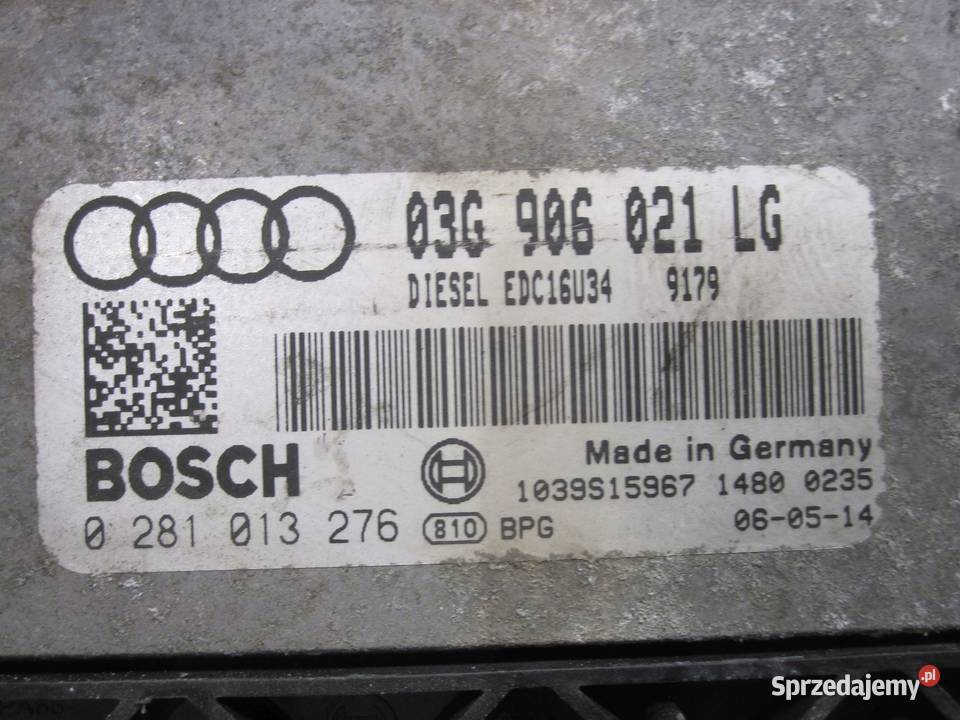 03G 906 021 LG
DIESEL EDC16U34 9179
BOSCH
Made in Germany
1039S15967 1480 0235
0 281 013 276 810 BPG 06-05-14
Sprzedajemy.pl